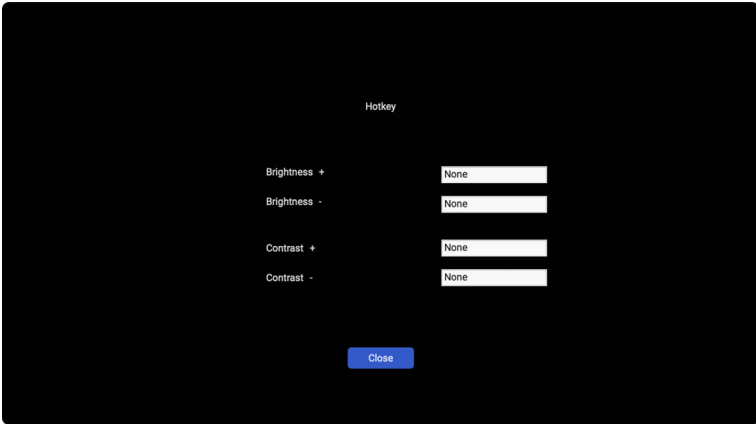 Hotkey
Brightness + None
Brightness - None
Contrast + None
Contrast - None
Close